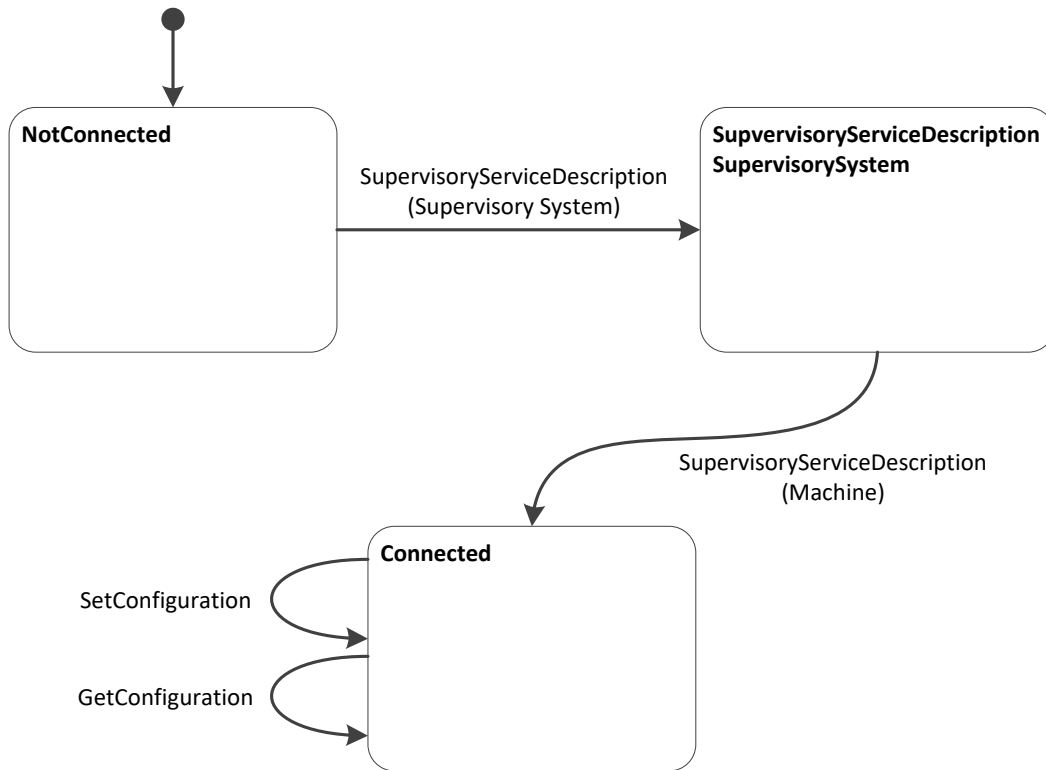 NotConnected
SupvervisoryServiceDescription
SupervisorySystem
SupervisoryServiceDescription
(Supervisory System)
SupervisoryServiceDescription
(Machine)
Connected
SetConfiguration
GetConfiguration